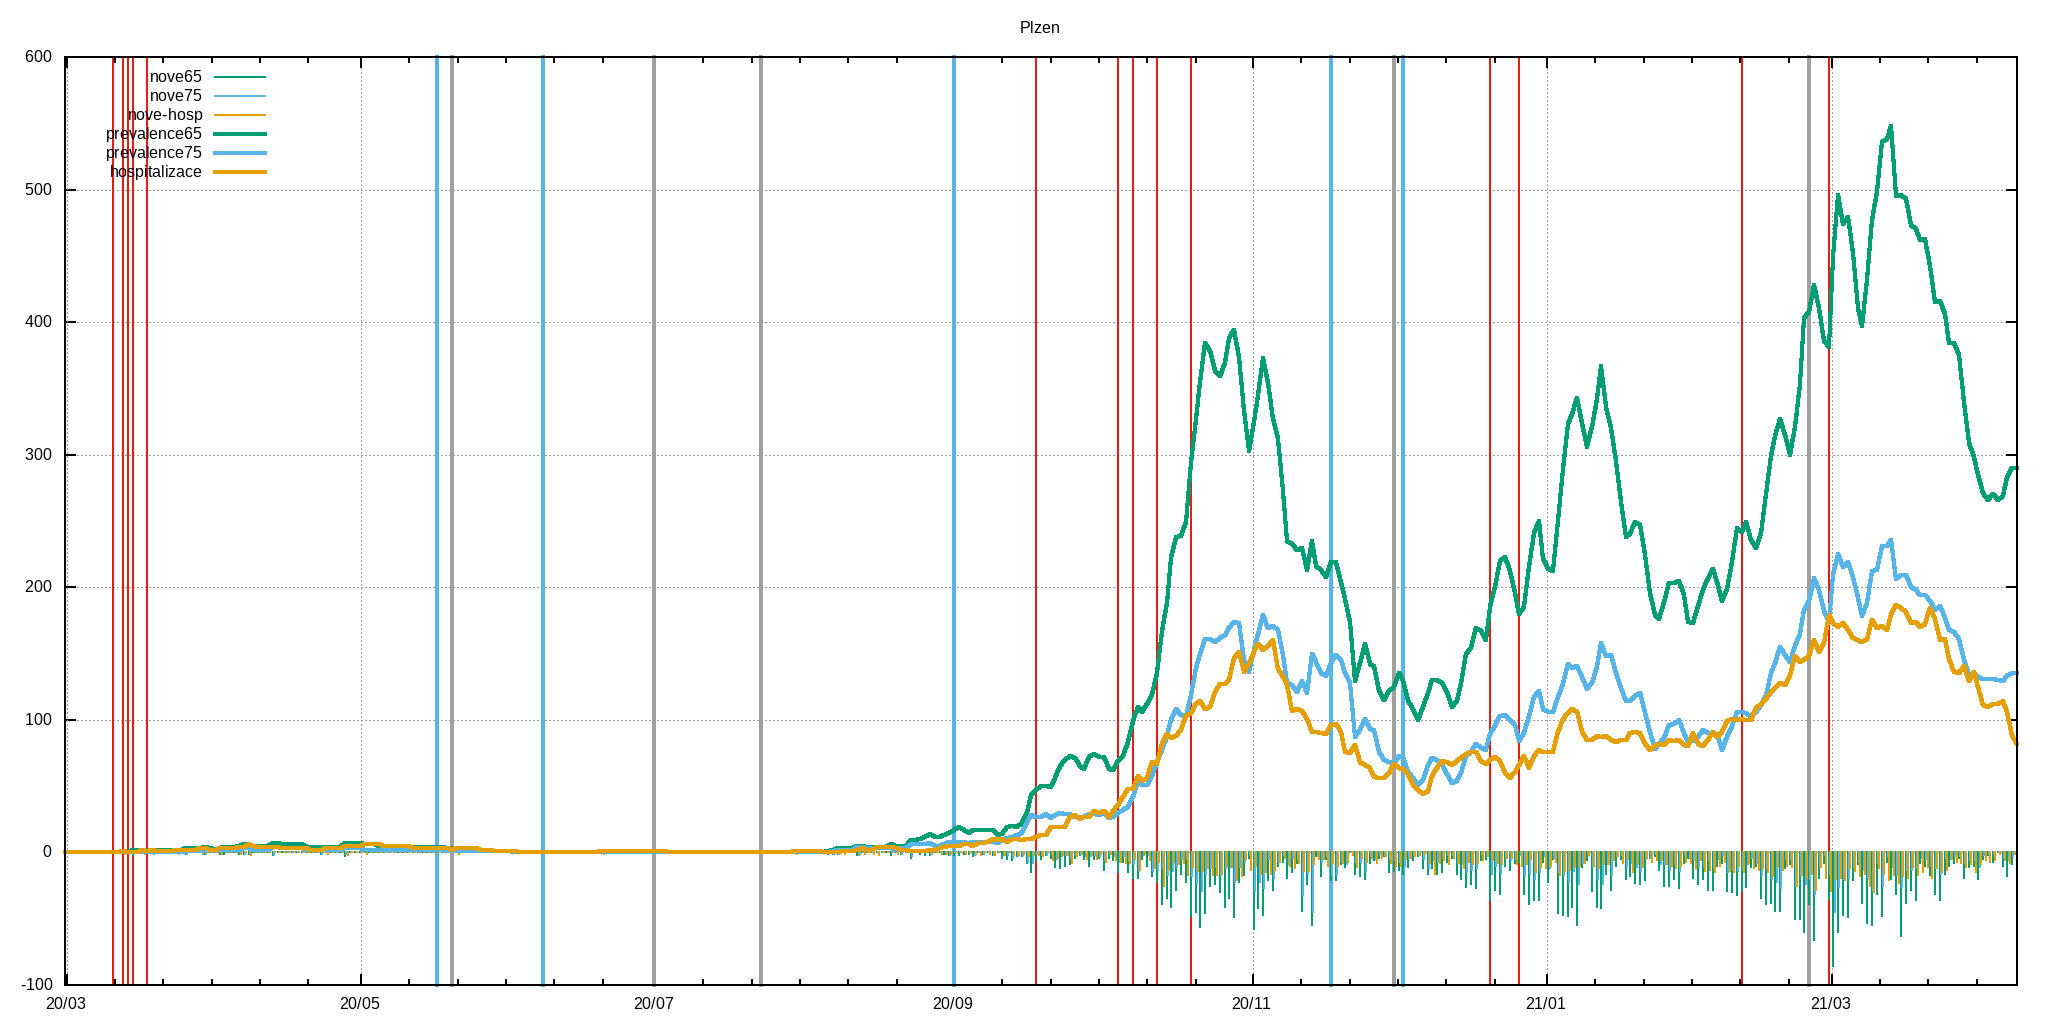 Plzen
600
nove65
nove75
nove-hosp
prevalence65
prevalence75
hospitalizace
500
400
300
200
100
0
-100
20/03 20/05 20/07 20/09 20/11 21/01 21/03